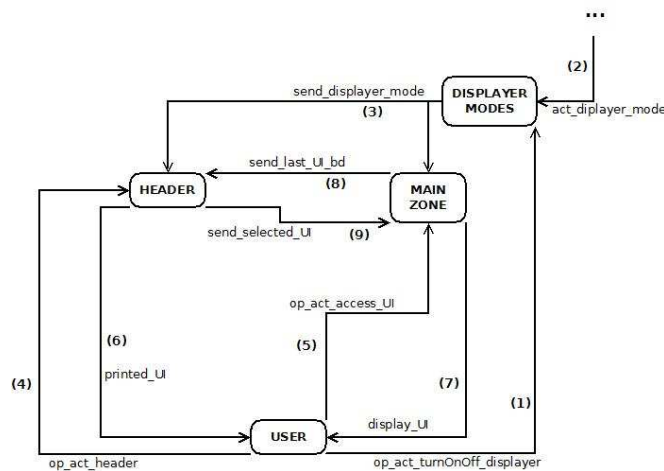 ...
(2)
send_displayer_mode
DISPLAYER
MODES
(3)
act_diplayer_mode
send_last_UI_bd
(8)
HEADER
MAIN
ZONE
send_selected_UI
(9)
op_act_access_UI
(6)
(5)
printed_UI
(4)
(7)
(1)
display_UI
USER
op_act_header
op_act_turnOnOff_displayer